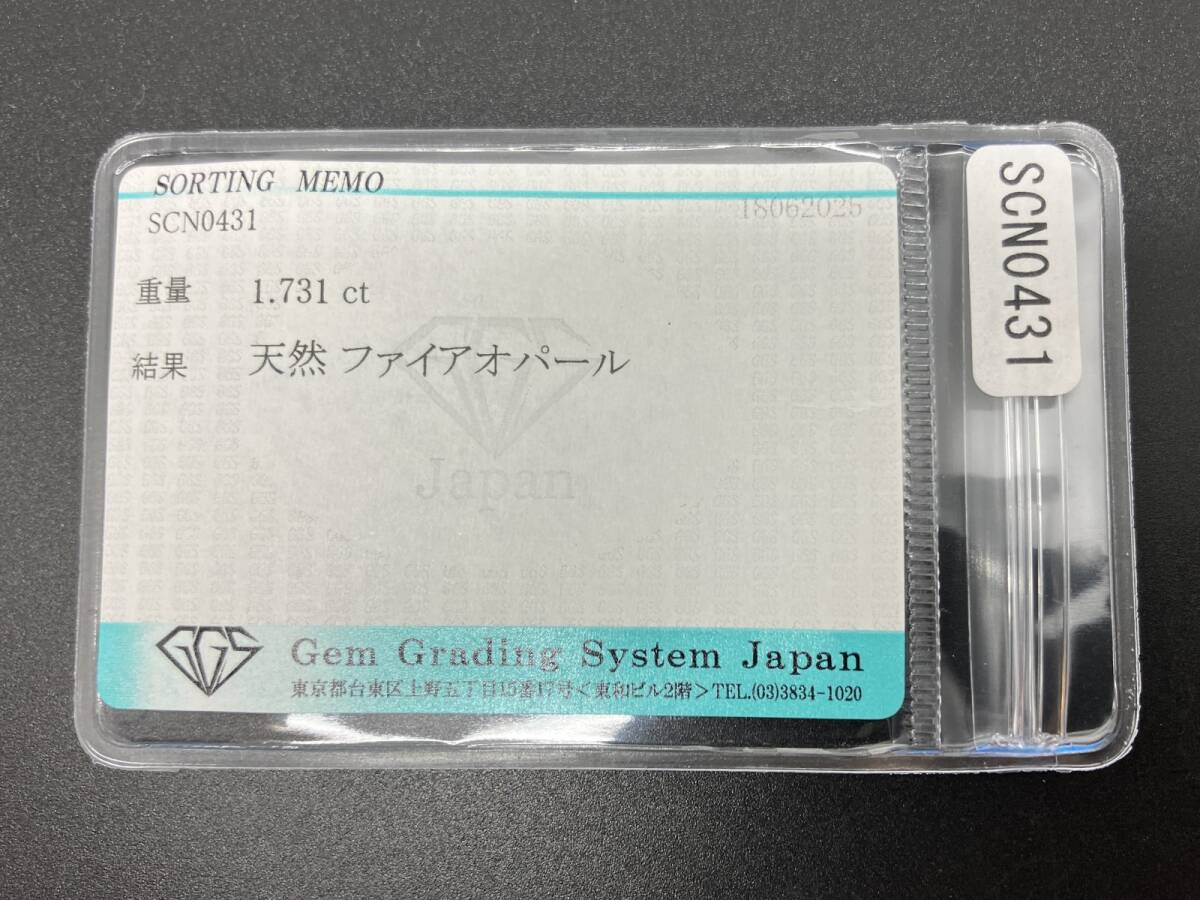 SORTING MEMO
SCN0431
18062025
重量 1.731 ct
結果 天然 ファイアオパール
Japan
GGS
Gem Grading System Japan
東京都台東区上野五丁目15番17号<東和ビル2階>TEL.(03)3834-1020
SCN0431